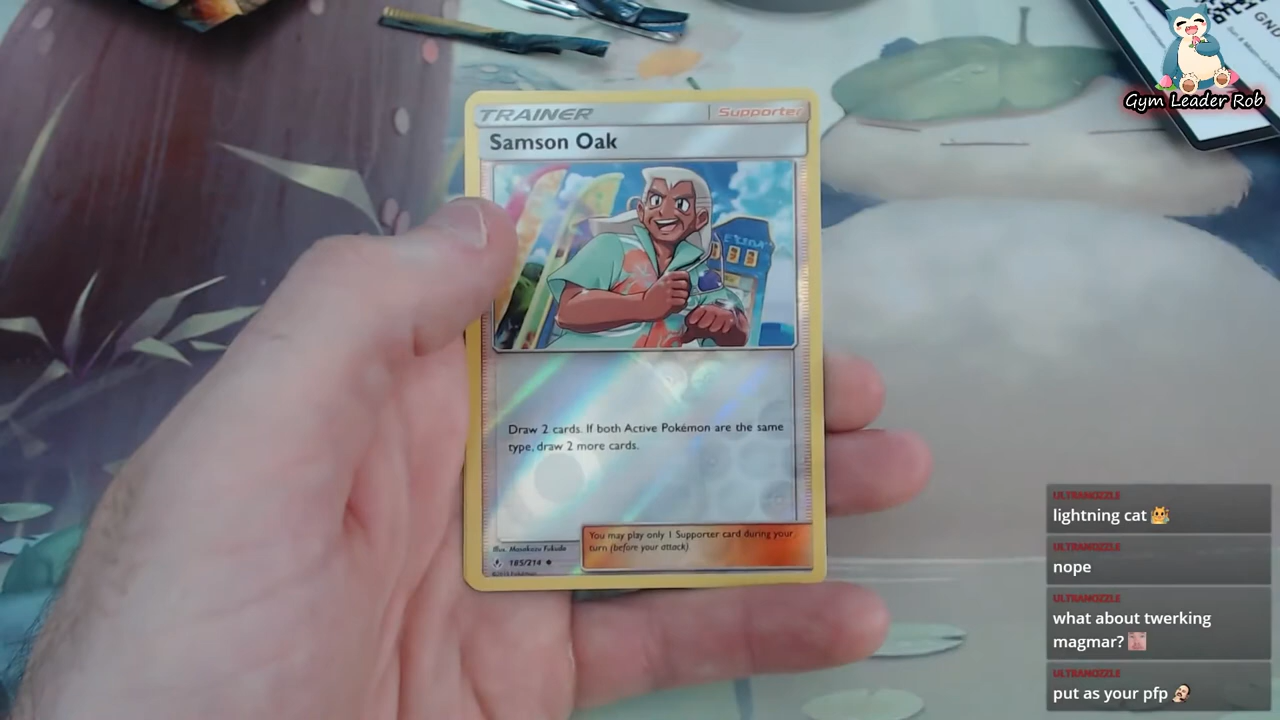 GND
Gym Leader Rob
TRAINER
Supporter
Samson Oak
Draw 2 cards. If both Active Pokémon are the same
type, draw 2 more cards.
You may play only 1 Supporter card during your
turn (before your attack)
Illus. Masakazu Fukuda
185/214
ULTRANOZZLE
lightning cat
ULTRANOZZLE
nope
ULTRANOZZLE
what about twerking
magmar?
ULTRANOZZLE
put as your pfp